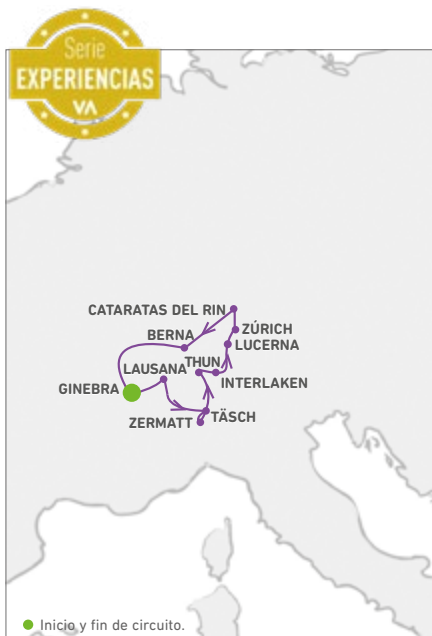 Serie
EXPERIENCIAS
VA
CATARATAS DEL RIN
BERNA
ZÚRICH
LUCERNA
LAUSANA
THUN
INTERLAKEN
GINEBRA
TÄSCH
ZERMATT
Inicio y fin de circuito.